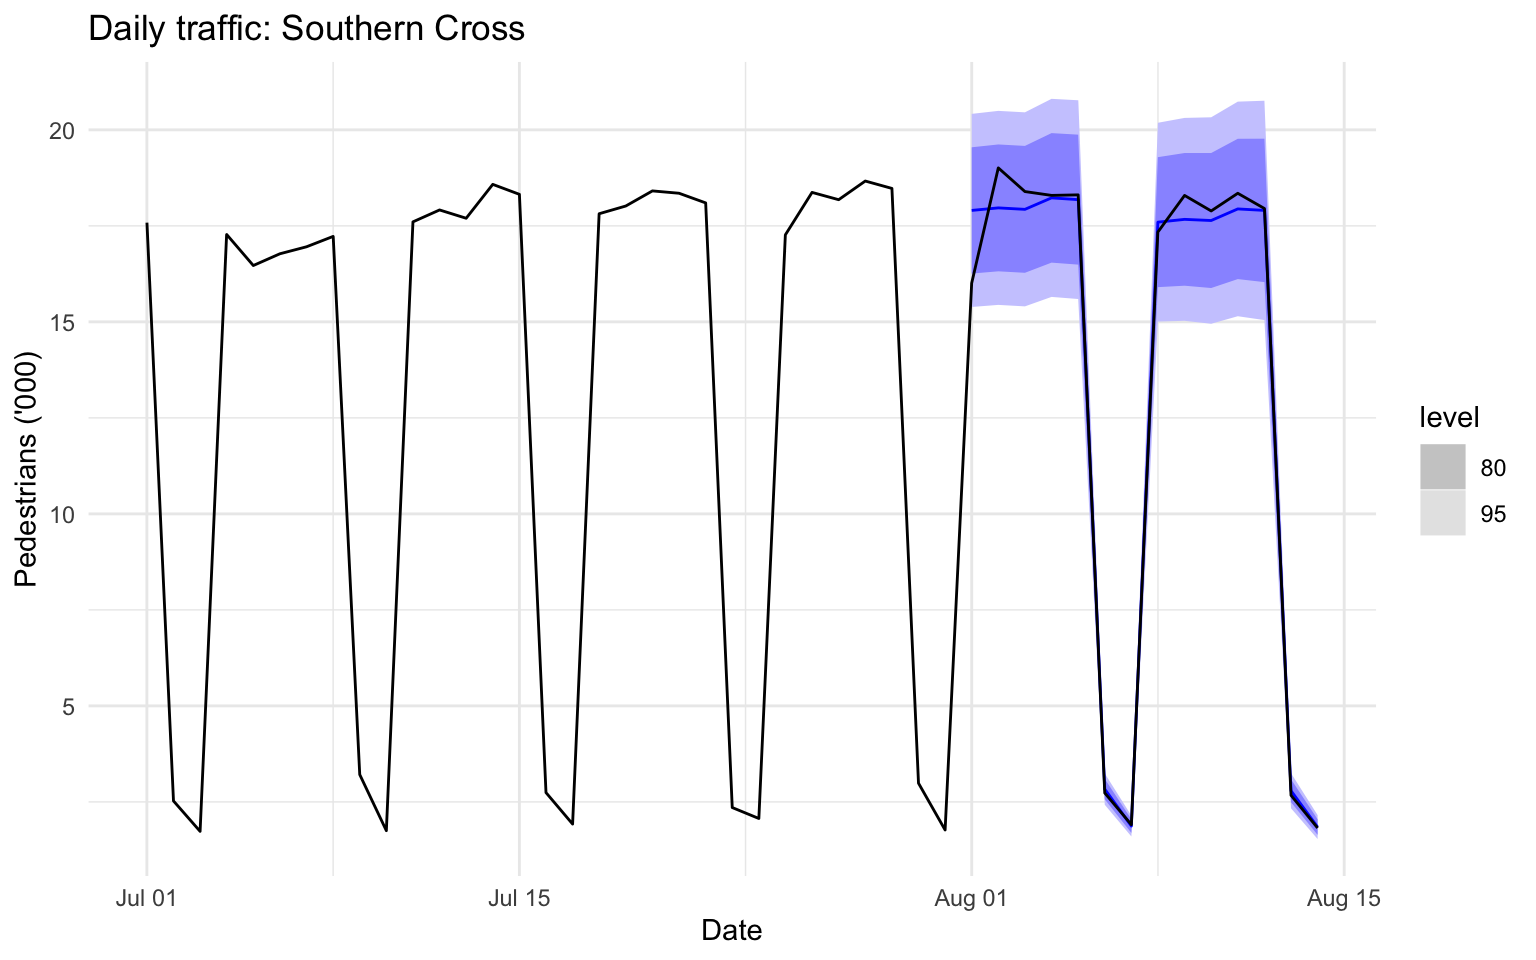 Daily traffic: Southern Cross
Pedestrians ('000)
20
15
10
5
Jul 01
Jul 15
Aug 01
Aug 15
Date
level
80
95